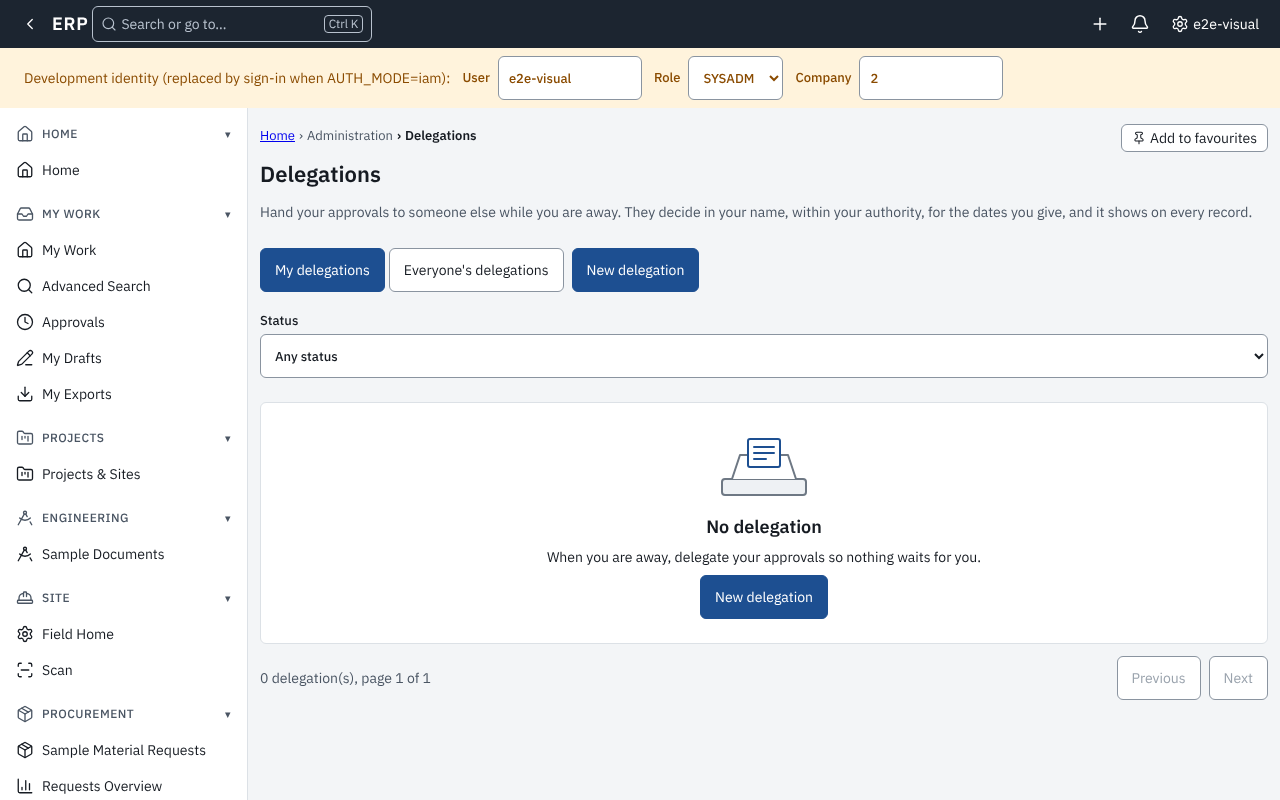 ERP
Search or go to...
Ctrl K
e2e-visual
Development identity (replaced by sign-in when AUTH_MODE=iam):
User
e2e-visual
Role
SYSADM
Company
2
HOME
Home
MY WORK
My Work
Advanced Search
Approvals
My Drafts
My Exports
PROJECTS
Projects & Sites
ENGINEERING
Sample Documents
SITE
Field Home
Scan
PROCUREMENT
Sample Material Requests
Requests Overview
Home › Administration › Delegations
Add to favourites
Delegations
Hand your approvals to someone else while you are away. They decide in your name, within your authority, for the dates you give, and it shows on every record.
My delegations
Everyone's delegations
New delegation
Status
Any status
No delegation
When you are away, delegate your approvals so nothing waits for you.
New delegation
0 delegation(s), page 1 of 1
Previous
Next